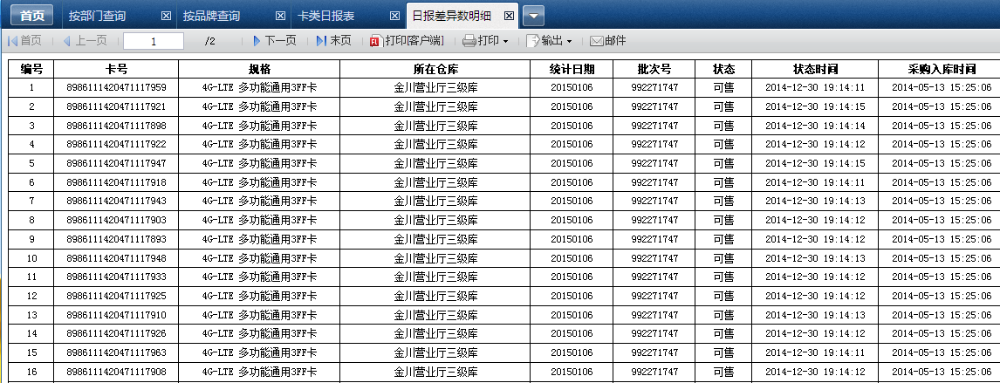 首页 按部门查询 按品牌查询 卡类日报表 日报差异数明细
首页 上一页 1 /2 下一页 末页 打印[客户端] 打印 输出 邮件
编号 卡号 规格 所在仓库 统计日期 批次号 状态 状态时间 采购入库时间
1 8986111420471117959 4G-LTE 多功能通用3FF卡 金川营业厅三级库 20150106 992271747 可售 2014-12-30 19:14:11 2014-05-13 15:25:06
2 8986111420471117921 4G-LTE 多功能通用3FF卡 金川营业厅三级库 20150106 992271747 可售 2014-12-30 19:14:15 2014-05-13 15:25:06
3 8986111420471117898 4G-LTE 多功能通用3FF卡 金川营业厅三级库 20150106 992271747 可售 2014-12-30 19:14:14 2014-05-13 15:25:06
4 8986111420471117922 4G-LTE 多功能通用3FF卡 金川营业厅三级库 20150106 992271747 可售 2014-12-30 19:14:12 2014-05-13 15:25:06
5 8986111420471117947 4G-LTE 多功能通用3FF卡 金川营业厅三级库 20150106 992271747 可售 2014-12-30 19:14:15 2014-05-13 15:25:06
6 8986111420471117918 4G-LTE 多功能通用3FF卡 金川营业厅三级库 20150106 992271747 可售 2014-12-30 19:14:11 2014-05-13 15:25:06
7 8986111420471117943 4G-LTE 多功能通用3FF卡 金川营业厅三级库 20150106 992271747 可售 2014-12-30 19:14:13 2014-05-13 15:25:06
8 8986111420471117903 4G-LTE 多功能通用3FF卡 金川营业厅三级库 20150106 992271747 可售 2014-12-30 19:14:12 2014-05-13 15:25:06
9 8986111420471117893 4G-LTE 多功能通用3FF卡 金川营业厅三级库 20150106 992271747 可售 2014-12-30 19:14:12 2014-05-13 15:25:06
10 8986111420471117948 4G-LTE 多功能通用3FF卡 金川营业厅三级库 20150106 992271747 可售 2014-12-30 19:14:13 2014-05-13 15:25:06
11 8986111420471117933 4G-LTE 多功能通用3FF卡 金川营业厅三级库 20150106 992271747 可售 2014-12-30 19:14:12 2014-05-13 15:25:06
12 8986111420471117925 4G-LTE 多功能通用3FF卡 金川营业厅三级库 20150106 992271747 可售 2014-12-30 19:14:12 2014-05-13 15:25:06
13 8986111420471117910 4G-LTE 多功能通用3FF卡 金川营业厅三级库 20150106 992271747 可售 2014-12-30 19:14:13 2014-05-13 15:25:06
14 8986111420471117926 4G-LTE 多功能通用3FF卡 金川营业厅三级库 20150106 992271747 可售 2014-12-30 19:14:12 2014-05-13 15:25:06
15 8986111420471117963 4G-LTE 多功能通用3FF卡 金川营业厅三级库 20150106 992271747 可售 2014-12-30 19:14:11 2014-05-13 15:25:06
16 8986111420471117908 4G-LTE 多功能通用3FF卡 金川营业厅三级库 20150106 992271747 可售 2014-12-30 19:14:12 2014-05-13 15:25:06